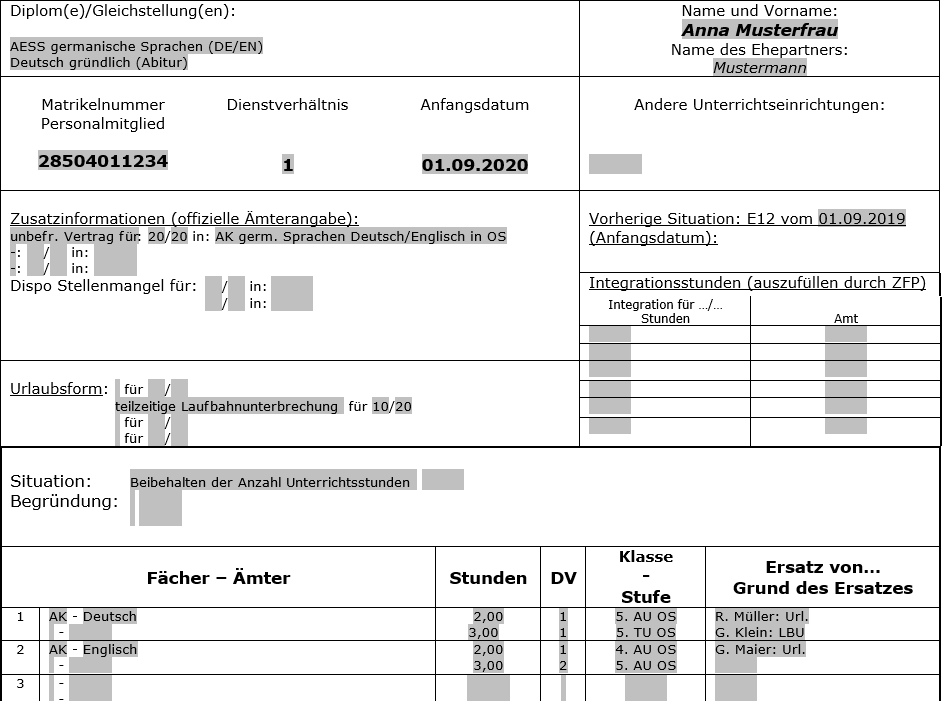 Diplom(e)/Gleichstellung(en):
AESS germanische Sprachen (DE/EN)
Deutsch gründlich (Abitur)
Name und Vorname:
Anna Musterfrau
Name des Ehepartners:
Mustermann
Matrikelnummer Dienstverhältnis Anfangsdatum
Personalmitglied
28504011234 1 01.09.2020
Andere Unterrichtseinrichtungen:
Zusatzinformationen (offizielle Ämterangabe):
unbefr. Vertrag für: 20/20 in: AK germ. Sprachen Deutsch/Englisch in OS
-: / in:
-: / in:
Dispo Stellenmangel für: / in:
/ in:
Vorherige Situation: E12 vom 01.09.2019
(Anfangsdatum):
Integrationsstunden (auszufüllen durch ZFP)
Integration für .../...
Stunden
Amt
Urlaubsform: für /
teilzeitige Laufbahnunterbrechung für 10/20
für /
für /
Situation: Beibehalten der Anzahl Unterrichtsstunden
Begründung:
Fächer – Ämter Stunden DV Klasse - Stufe Ersatz von... Grund des Ersatzes
1 AK - Deutsch 2,00 1 5. AU OS R. Müller: Url.
- 3,00 1 5. TU OS G. Klein: LBU
2 AK - Englisch 2,00 1 4. AU OS G. Maier: Url.
- 3,00 2 5. AU OS
3 -
-